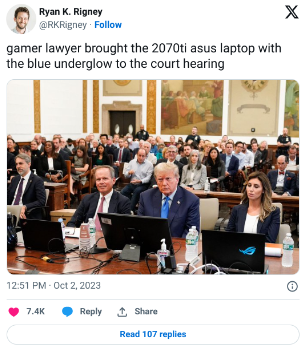 Ryan K. Rigney
@RKRigney · Follow
gamer lawyer brought the 2070ti asus laptop with
the blue underglow to the court hearing
12:51 PM · Oct 2, 2023
7.4K Reply Share
Read 107 replies